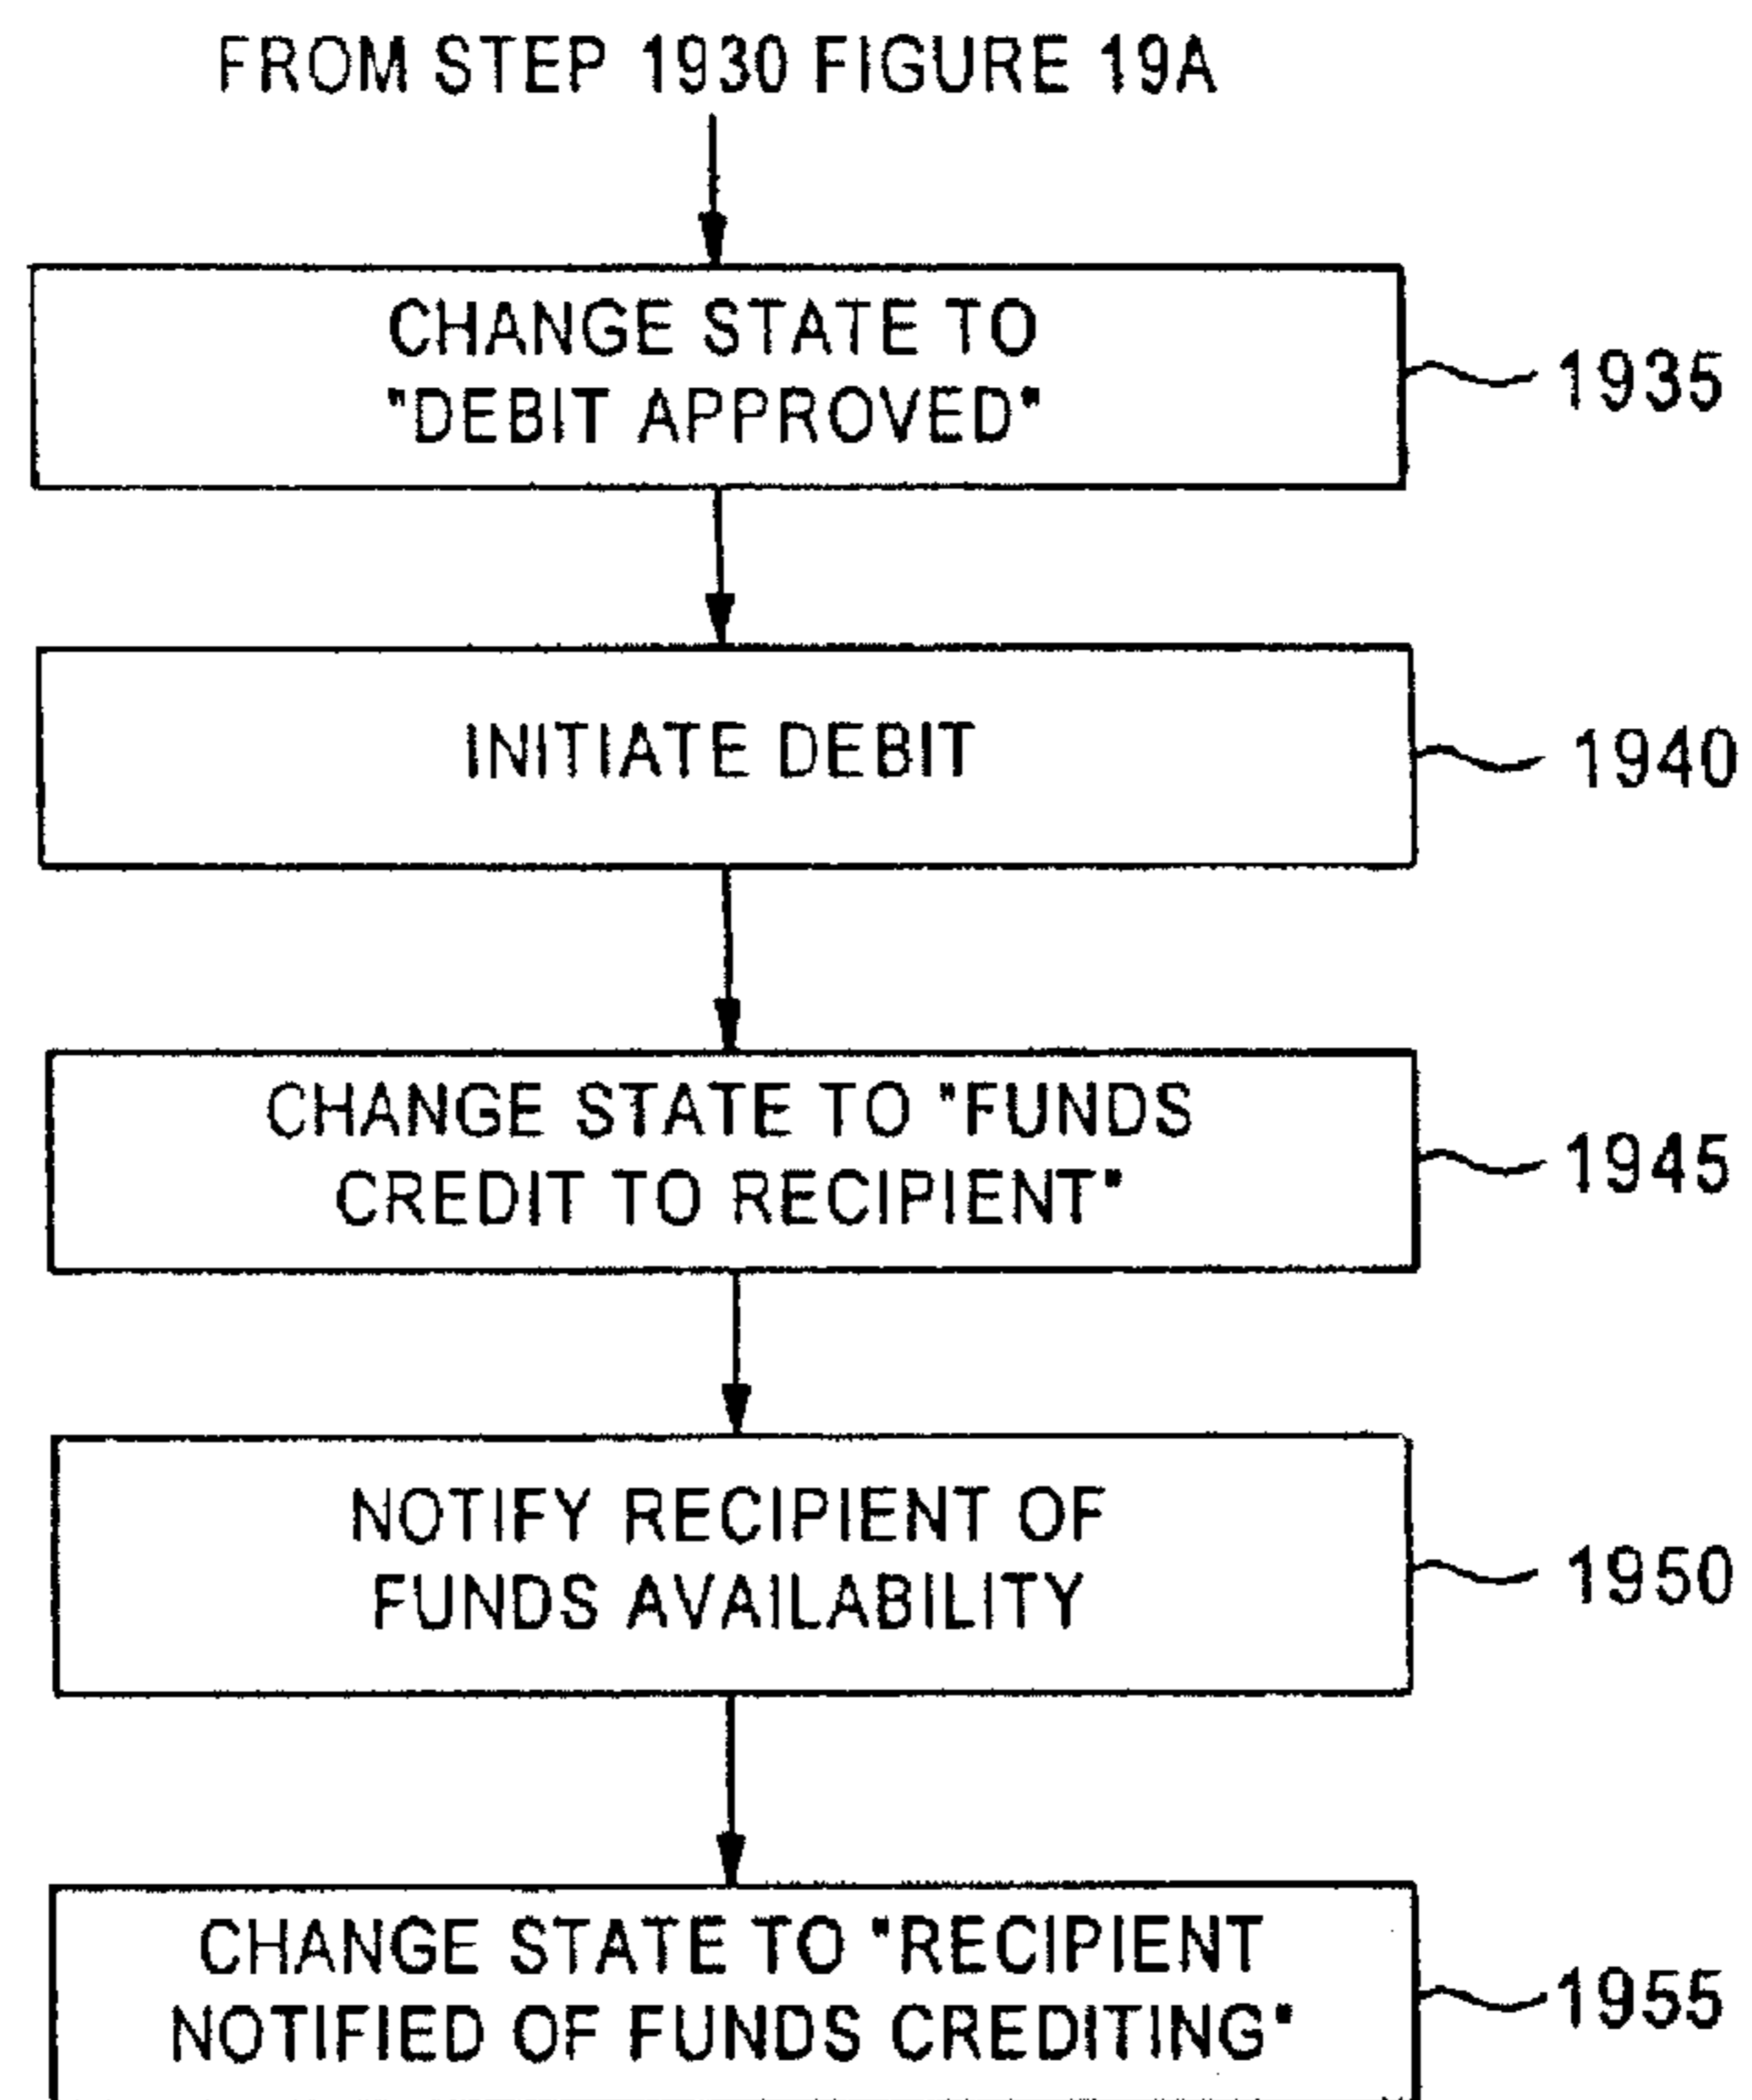 FROM STEP 1930 FIGURE 19A
CHANGE STATE TO
"DEBIT APPROVED"
1935
INITIATE DEBIT
1940
CHANGE STATE TO "FUNDS
CREDIT TO RECIPIENT"
1945
NOTIFY RECIPIENT OF
FUNDS AVAILABILITY
1950
CHANGE STATE TO "RECIPIENT
NOTIFIED OF FUNDS CREDITING"
1955